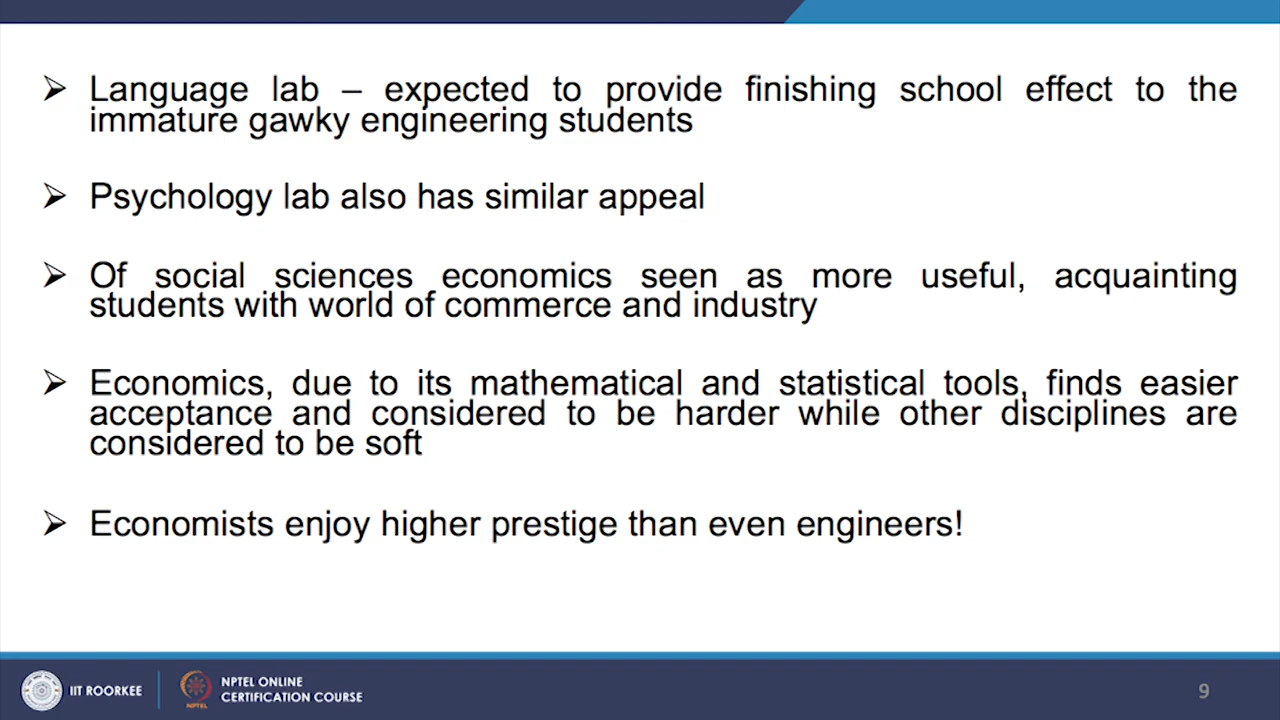 ➢ Language lab – expected to provide finishing school effect to the
immature gawky engineering students
➢ Psychology lab also has similar appeal
➢ Of social sciences economics seen as more useful, acquainting
students with world of commerce and industry
➢ Economics, due to its mathematical and statistical tools, finds easier
acceptance and considered to be harder while other disciplines are
considered to be soft
➢ Economists enjoy higher prestige than even engineers!
IIT ROORKEE
NPTEL
NPTEL ONLINE
CERTIFICATION COURSE
9